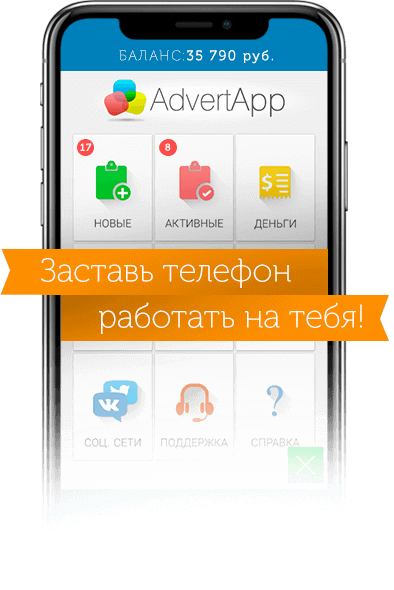 БАЛАНС:35 790 руб.
AdvertApp
17
8
НОВЫЕ
АКТИВНЫЕ
ДЕНЬГИ
Заставь телефон
работать на тебя!
СОЦ. СЕТИ
ПОДДЕРЖКА
СПРАВКА